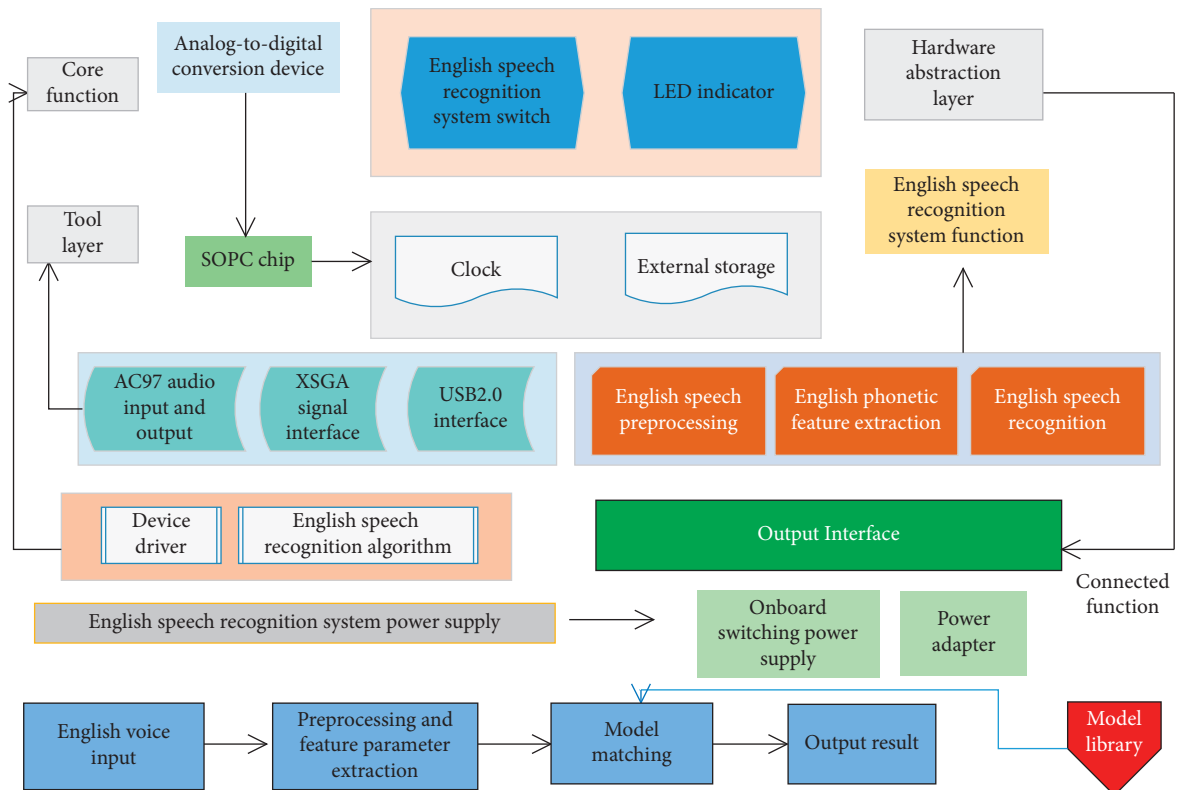 Core
function
Analog-to-digital
conversion device
English speech
recognition
system switch
LED indicator
Hardware
abstraction
layer
Tool
layer
SOPC chip
Clock
External storage
English speech
recognition
system function
AC97 audio
input and
output
XSGA
signal
interface
USB2.0
interface
English speech
preprocessing
English phonetic
feature extraction
English speech
recognition
Device
driver
English speech
recognition algorithm
Output Interface
Connected
function
English speech recognition system power supply
Onboard
switching power
supply
Power
adapter
English voice
input
Preprocessing and
feature parameter
extraction
Model
matching
Output result
Model
library